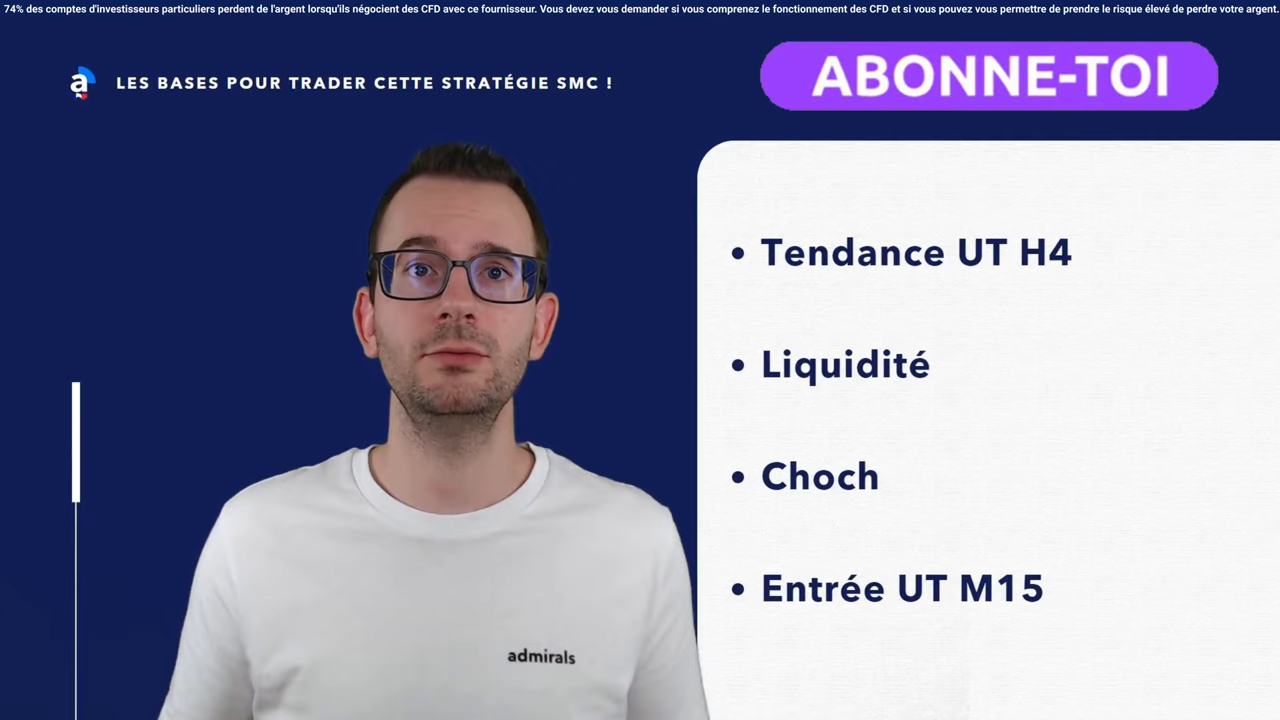 74% des comptes d'investisseurs particuliers perdent de l'argent lorsqu'ils négocient des CFD avec ce fournisseur. Vous devez vous demander si vous comprenez le fonctionnement des CFD et si vous pouvez vous permettre de prendre le risque élevé de perdre votre argent.
a
LES BASES POUR TRADER CETTE STRATÉGIE SMC !
ABONNE-TOI
• Tendance UT H4
• Liquidité
• Choch
• Entrée UT M15
admirals